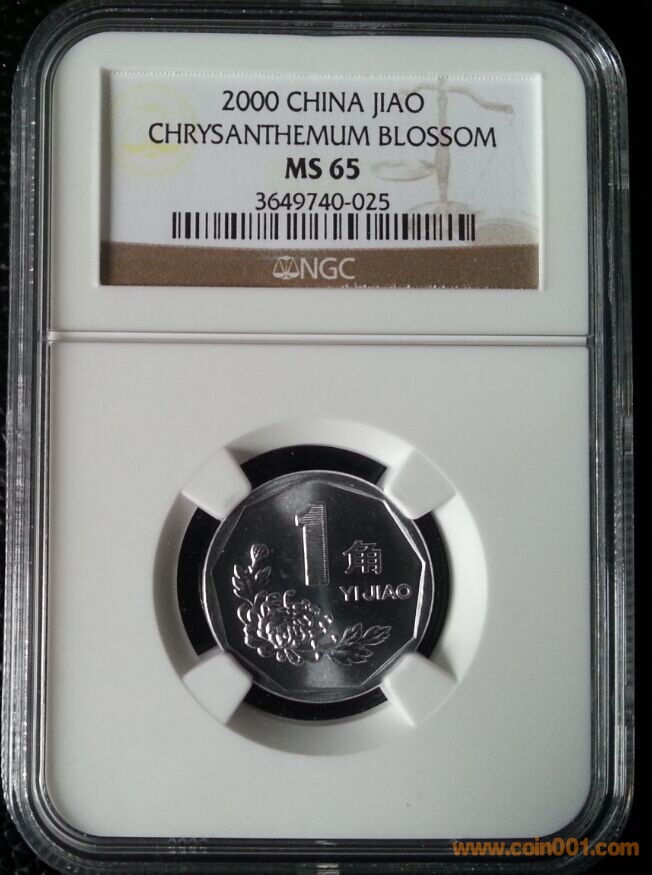 2000 CHINA JIAO
CHRYSANTHEMUM BLOSSOM
MS 65
3649740-025
NGC
1 角
YI JIAO
www.coin001.com